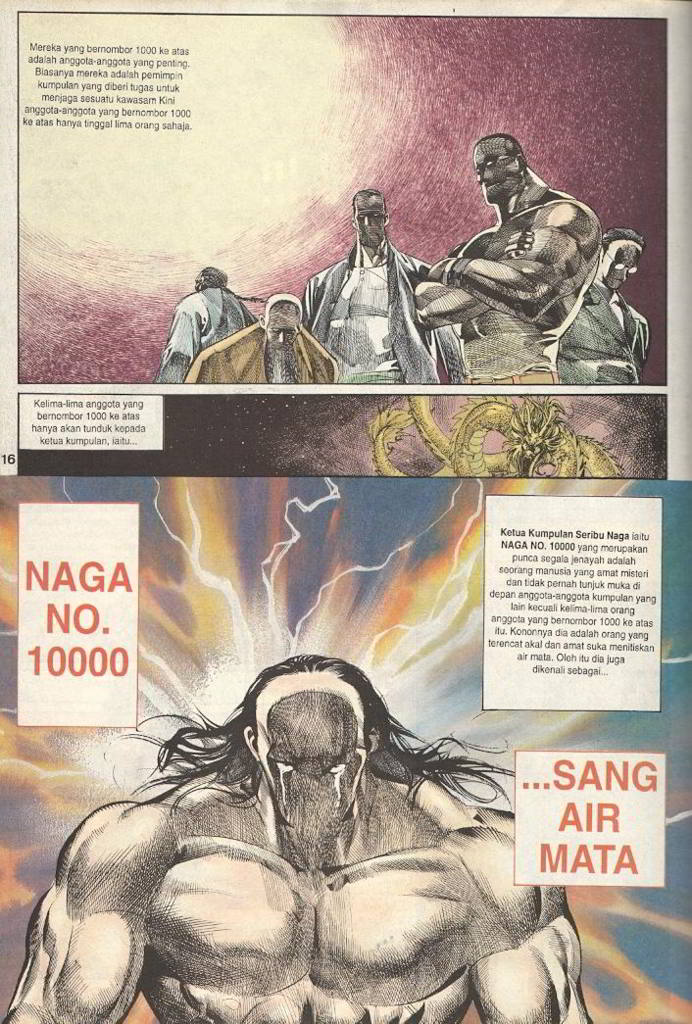 Mereka yang bernombor 1000 ke atas
adalah anggota-anggota yang penting.
Biasanya mereka adalah pemimpin
kumpulan yang diberi tugas untuk
menjaga sesuatu kawasam Kini
anggota-anggota yang bernombor 1000
ke atas hanya tinggal lima orang sahaja.
Kelima-lima anggota yang
bernombor 1000 ke atas
hanya akan tunduk kepada
ketua kumpulan, iaitu...
16
NAGA
NO.
10000
Ketua Kumpulan Seribu Naga iaitu
NAGA NO. 10000 yang merupakan
punca segala jenayah adalah
seorang manusia yang amat misteri
dan tidak pernah tunjuk muka di
depan anggota-anggota kumpulan yang
lain kecuali kelima-lima orang
anggota yang bernombor 1000 ke atas
itu. Kononnya dia adalah orang yang
terencat akal dan amat suka menitiskan
air mata. Oleh itu dia juga
dikenali sebagai...
...SANG
AIR
MATA